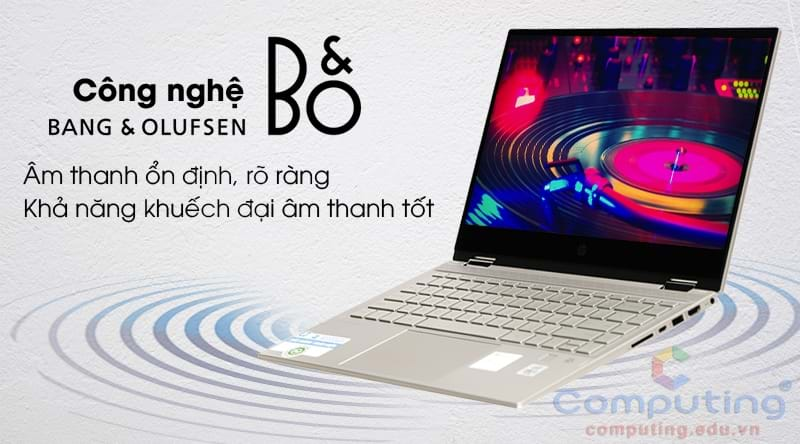 Công nghệ
BANG & OLUFSEN
B&O
Âm thanh ổn định, rõ ràng
Khả năng khuếch đại âm thanh tốt
Computing®
computing.edu.vn